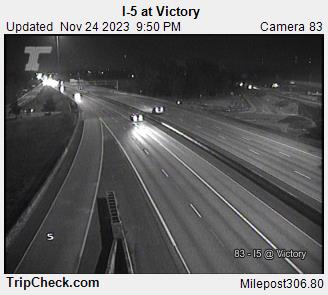 I-5 at Victory
Updated Nov 24 2023 9:50 PM Camera 83
T
S
83 - I5 @ Victory
TripCheck.com Milepost306.80